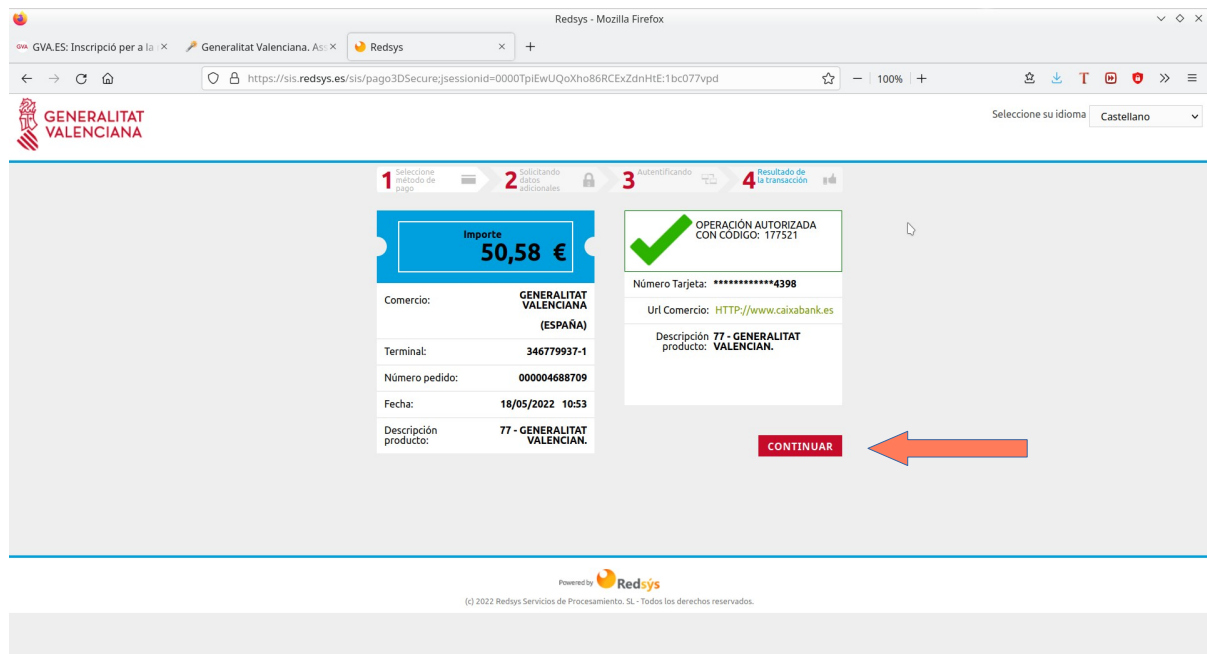 Redsys - Mozilla Firefox
GVA.ES: Inscripció per a la
Generalitat Valenciana. Ass
Redsys
https://sis.redsys.es/sis/pago3DSecure;jsessionid=0000TpiEwUQoXho86RCExZdnHtE:1bc077vpd
100%
GENERALITAT
VALENCIANA
Seleccione su idioma
Castellano
1 Seleccione
método de
pago
2 Solicitando
datos
adicionales
3 Autentificando
4 Resultado de
la transacción
Importe
50,58 €
Comercio:
GENERALITAT
VALENCIANA
(ESPAÑA)
Terminal:
346779937-1
Número pedido:
000004688709
Fecha:
18/05/2022 10:53
Descripción
producto:
77 - GENERALITAT
VALENCIAN.
OPERACIÓN AUTORIZADA
CON CÓDIGO: 177521
Número Tarjeta: ************4398
Url Comercio: HTTP://www.caixabank.es
Descripción
producto:
77 - GENERALITAT
VALENCIAN.
CONTINUAR
Powered by Redsýs
(c) 2022 Redsys Servicios de Procesamiento. SL - Todos los derechos reservados.